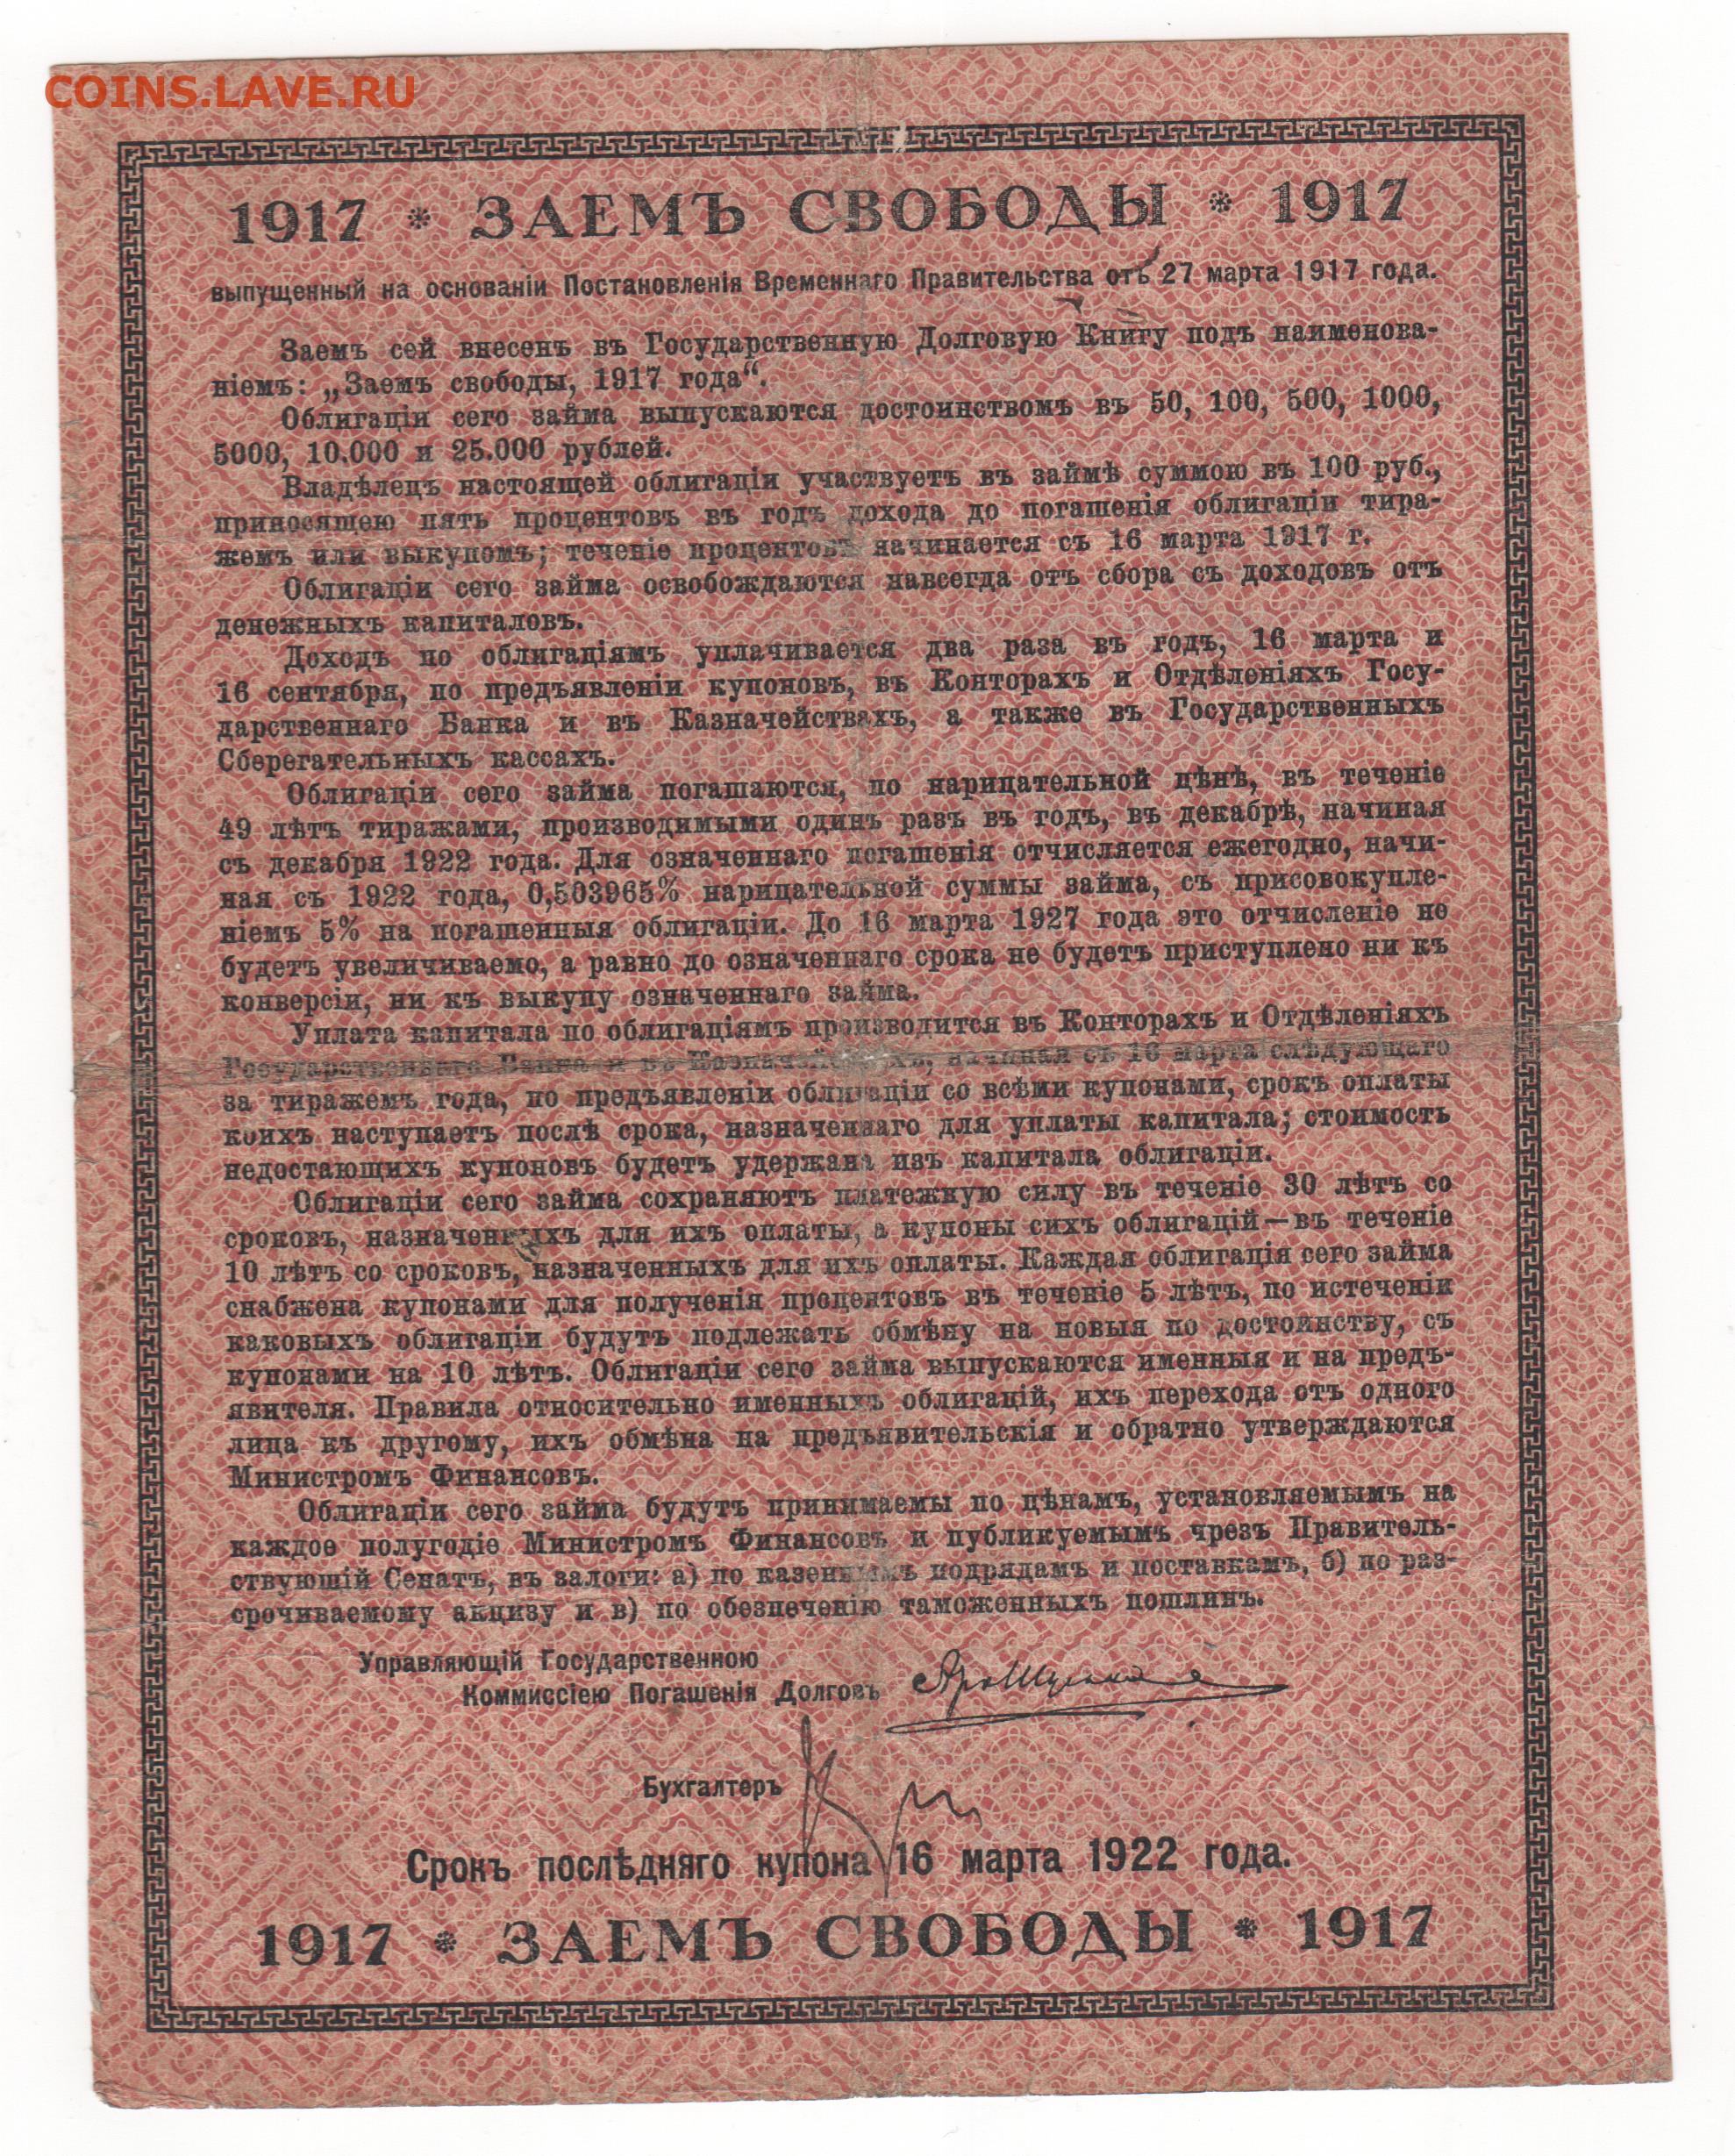 COINS.LAVE.RU
1917 * ЗАЕМЪ СВОБОДЫ * 1917
выпущенный на основаніи Постановленія Временнаго Правительства отъ 27 марта 1917 года.
Заемъ сей внесенъ въ Государственную Долговую Книгу подъ наименова-
ніемъ: „Заемъ свободы, 1917 года“.
Облигаціи сего займа выпускаются достоинствомъ въ 50, 100, 500, 1000,
5000, 10.000 и 25.000 рублей.
Владѣлецъ настоящей облигаціи участвуетъ въ займѣ суммою въ 100 руб.,
приносящею пять процентовъ въ годъ дохода до погашенія облигаціи тира-
жемъ или выкупомъ; теченіе процентовъ начинается съ 16 марта 1917 г.
Облигаціи сего займа освобождаются навсегда отъ сбора съ доходовъ отъ
денежныхъ капиталовъ.
Доходъ по облигаціямъ уплачивается два раза въ годъ, 16 марта и
16 сентября, по предъявленіи купоновъ, въ Конторахъ и Отдѣленіяхъ Госу-
дарственнаго Банка и въ Казначействахъ, а также въ Государственныхъ
Сберегательныхъ кассахъ.
Облигаціи сего займа погашаются, по нарицательной цѣнѣ, въ теченіе
49 лѣтъ тиражами, производимыми одинъ разъ въ годъ, въ декабрѣ, начиная
съ декабря 1922 года. Для означеннаго погашенія отчисляется ежегодно, начи-
ная съ 1922 года, 0,503965% нарицательной суммы займа, съ присовокупле-
ніемъ 5% на погашенныя облигаціи. До 16 марта 1927 года это отчисленіе не
будетъ увеличиваемо, а равно до означеннаго срока не будетъ приступлено ни къ
конверсіи, ни къ выкупу означеннаго займа.
Уплата капитала по облигаціямъ производится въ Конторахъ и Отдѣленіяхъ
Государственнаго Банка и въ Казначействахъ, начиная съ 16 марта слѣдующаго
за тиражемъ года, по предъявленіи облигаціи со всѣми купонами, срокъ оплаты
коихъ наступаетъ послѣ срока, назначеннаго для уплаты капитала; стоимость
недостающихъ купоновъ будетъ удержана изъ капитала облигаціи.
Облигаціи сего займа сохраняютъ платежную силу въ теченіе 30 лѣтъ со
сроковъ, назначенныхъ для ихъ оплаты, а купоны сихъ облигацій—въ теченіе
10 лѣтъ со сроковъ, назначенныхъ для ихъ оплаты. Каждая облигація сего займа
снабжена купонами для полученія процентовъ въ теченіе 5 лѣтъ, по истеченіи
каковыхъ облигаціи будутъ подлежать обмѣну на новыя по достоинству, съ
купонами на 10 лѣтъ. Облигаціи сего займа выпускаются именныя и на предъ-
явителя. Правила относительно именныхъ облигацій, ихъ перехода отъ одного
лица къ другому, ихъ обмѣна на предъявительскія и обратно утверждаются
Министромъ Финансовъ.
Облигаціи сего займа будутъ принимаемы по цѣнамъ, установляемымъ на
каждое полугодіе Министромъ Финансовъ и публикуемымъ чрезъ Правитель-
ствующій Сенатъ, въ залоги: а) по казеннымъ подрядамъ и поставкамъ, б) по раз-
срочиваемому акцизу и в) по обезпеченію таможенныхъ пошлинъ.
Управляющій Государственною
Коммиссіею Погашенія Долговъ
Бухгалтеръ
Срокъ послѣдняго купона 16 марта 1922 года.
1917 * ЗАЕМЪ СВОБОДЫ * 1917